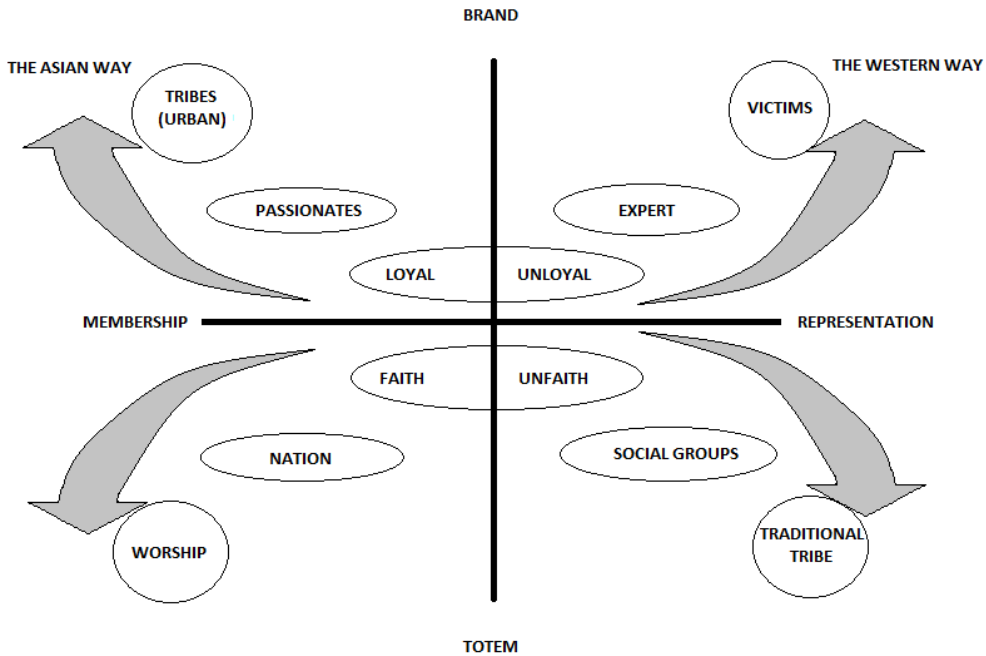 BRAND
THE ASIAN WAY
THE WESTERN WAY
TRIBES
(URBAN)
VICTIMS
PASSIONATES
EXPERT
LOYAL
UNLOYAL
MEMBERSHIP
REPRESENTATION
FAITH
UNFAITH
NATION
SOCIAL GROUPS
WORSHIP
TRADITIONAL
TRIBE
TOTEM